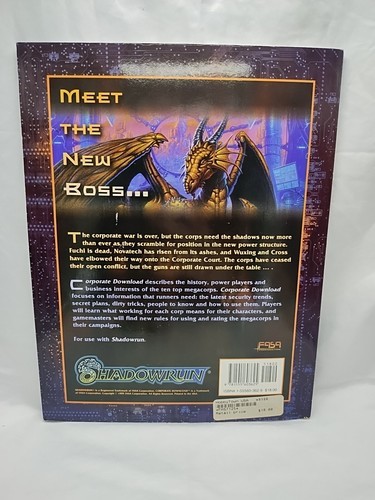 MEET
THE
NEW
BOSS...
The corporate war is over, but the corps need the shadows now more
than ever as they scramble for position in the new power structure.
Fuchi is dead, Novatech has risen from its ashes, and Wuxing and Cross
have elbowed their way onto the Corporate Court. The corps have ceased
their open conflict, but the guns are still drawn under the table . . .
Corporate Download describes the history, power players and
business interests of the ten top megacorps. Corporate Download
focuses on information that runners need: the latest security trends,
secret plans, dirty tricks, people to know and how to use them. Players
will learn what working for each corp means for their characters, and
gamemasters will find new rules for using and rating the megacorps in
their campaigns.
For use with Shadowrun.
FASA
SHADOWRUN